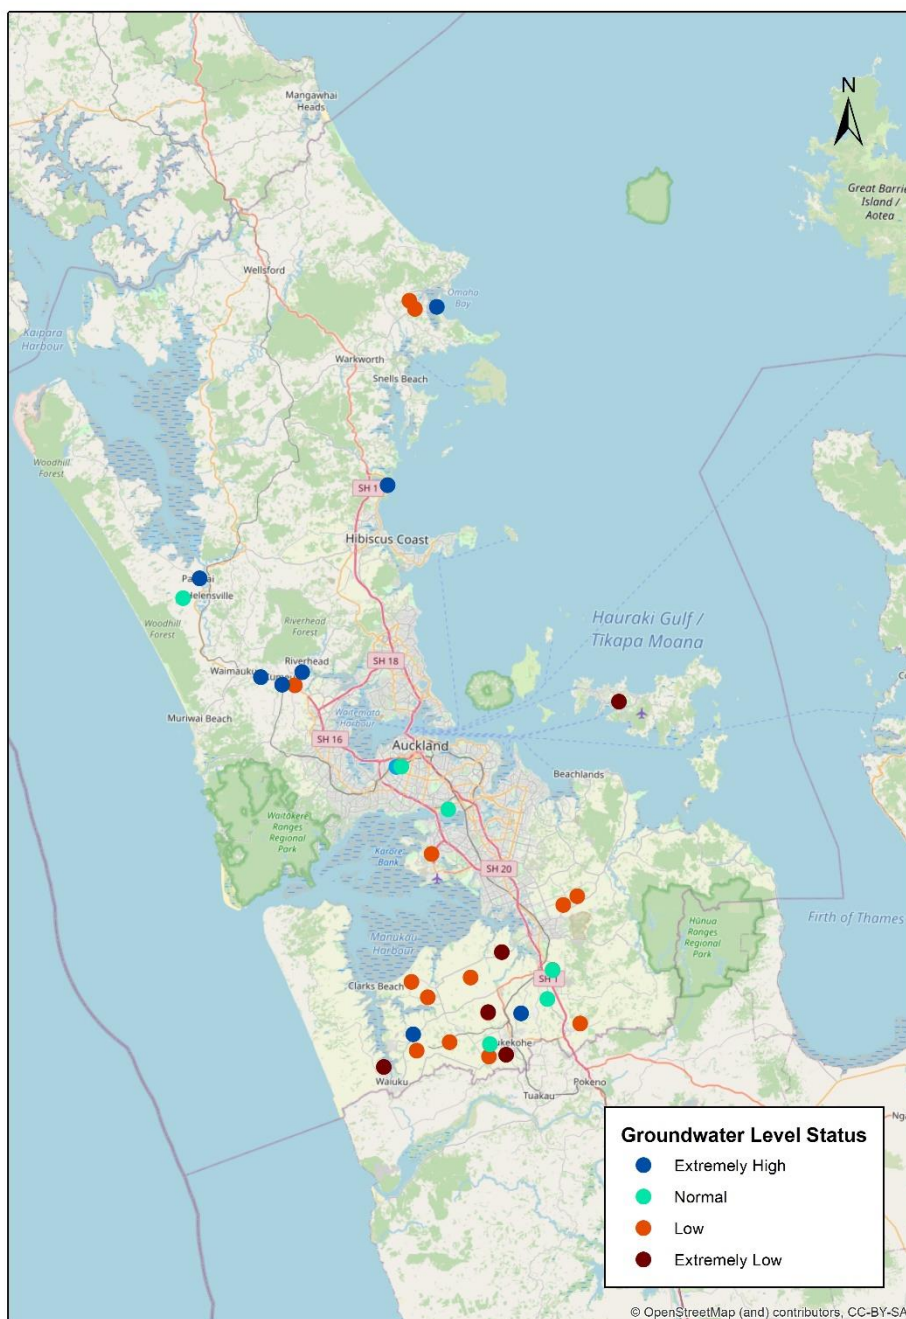 Mangawhai
Heads
N
Great Barrie
Island /
Aotea
Wellsford
Omaha
Bay
Kaipara
Harbour
Warkworth
Snells Beach
Woodhill
Forest
SH 1
Hibiscus Coast
Helensville
Woodhill
Forest
Riverhead
Forest
Hauraki Gulf /
Tikapa Moana
Riverhead
SH 18
Waimauku
Muriwai Beach
Waitemata
Harbour
SH 16
Auckland
Beachlands
Waitākere
Ranges
Regional
Park
Karore
Bank
SH 20
Manukau
Harbour
Hūnua
Ranges
Regional
Park
Firth of Thames
Clarks Beach
SH 1
Waiuku
Pokeno
Tuakau
Groundwater Level Status
Extremely High
Normal
Low
Extremely Low
© OpenStreetMap (and) contributors, CC-BY-SA